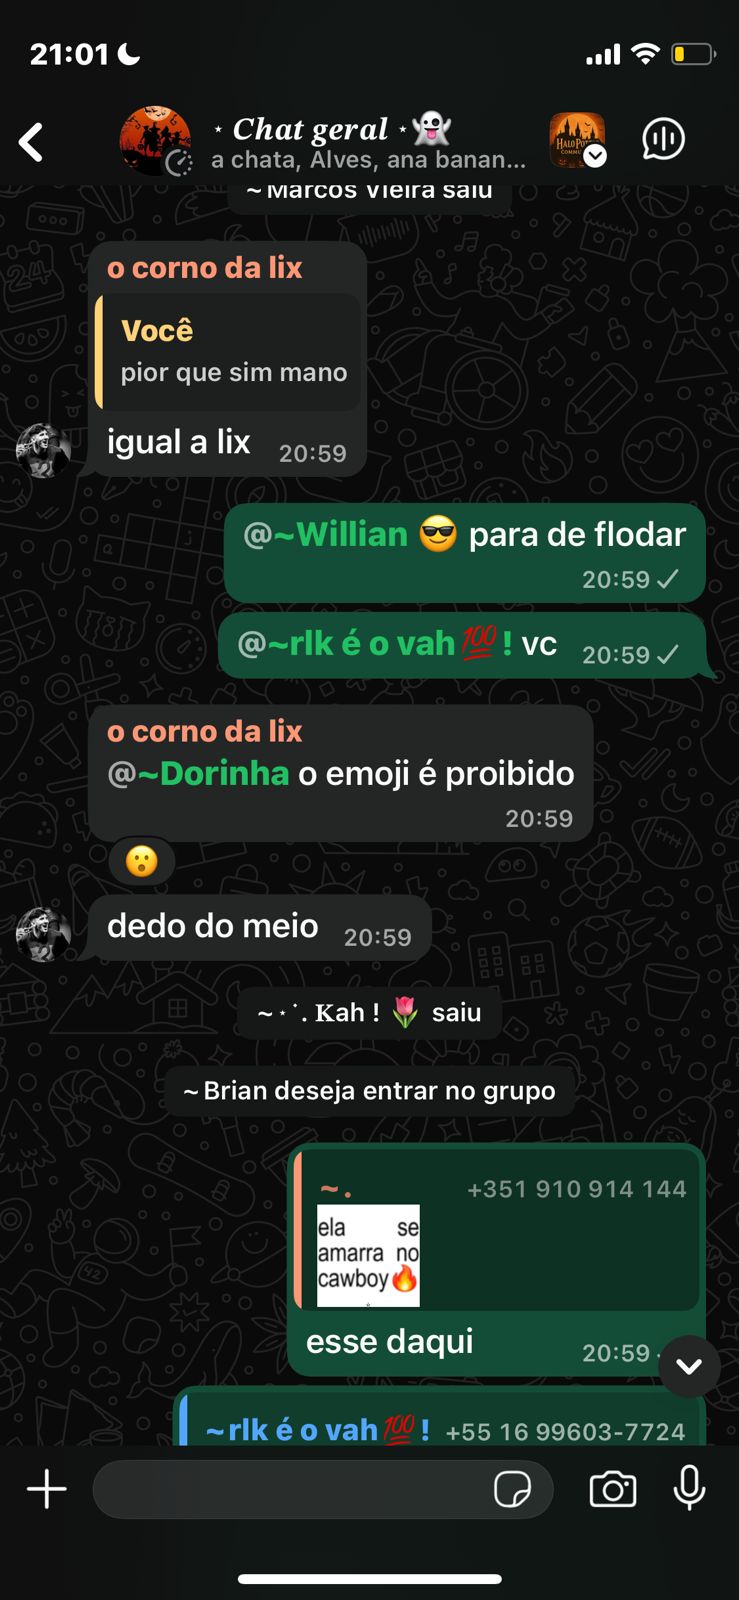 21:01
· Chat geral ·👻
a chata, Alves, ana banan...
HALLOPO
COMMU
~ Marcos Vieira saiu
o corno da lix
Você
pior que sim mano
igual a lix 20:59
@~Willian 😎 para de flodar
20:59
@~rlk é o vah💯! vc 20:59
o corno da lix
@~Dorinha o emoji é proibido
20:59
😮
dedo do meio 20:59
~ ⋆ ˙. Kah ! 🌷 saiu
~ Brian deseja entrar no grupo
~ . +351 910 914 144
ela se
amarra no
cawboy🔥
esse daqui 20:59
~rlk é o vah💯! +55 16 99603-7724